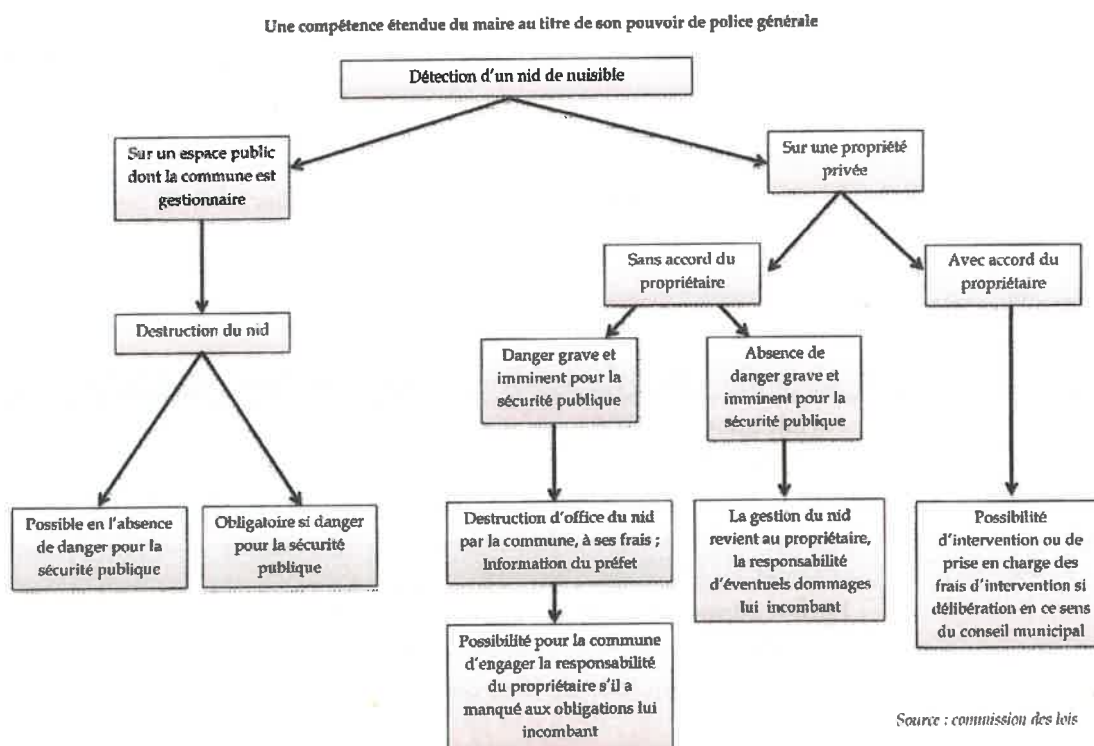 Une compétence étendue du maire au titre de son pouvoir de police générale
Détection d'un nid de nuisible
Sur un espace public
dont la commune est
gestionnaire
Sur une propriété
privée
Sans accord du
propriétaire
Avec accord du
propriétaire
Destruction du nid
Danger grave et
imminent pour la
sécurité publique
Absence de
danger grave et
imminent pour la
sécurité publique
Possible en l'absence
de danger pour la
sécurité publique
Obligatoire si danger
pour la sécurité
publique
Destruction d'office du nid
par la commune, à ses frais ;
Information du préfet
La gestion du nid
revient au propriétaire,
la responsabilité
d'éventuels dommages
lui incombant
Possibilité
d'intervention ou de
prise en charge des
frais d'intervention si
délibération en ce sens
du conseil municipal
Possibilité pour la commune
d'engager la responsabilité
du propriétaire s'il a
manqué aux obligations lui
incombant
Source : commission des lois